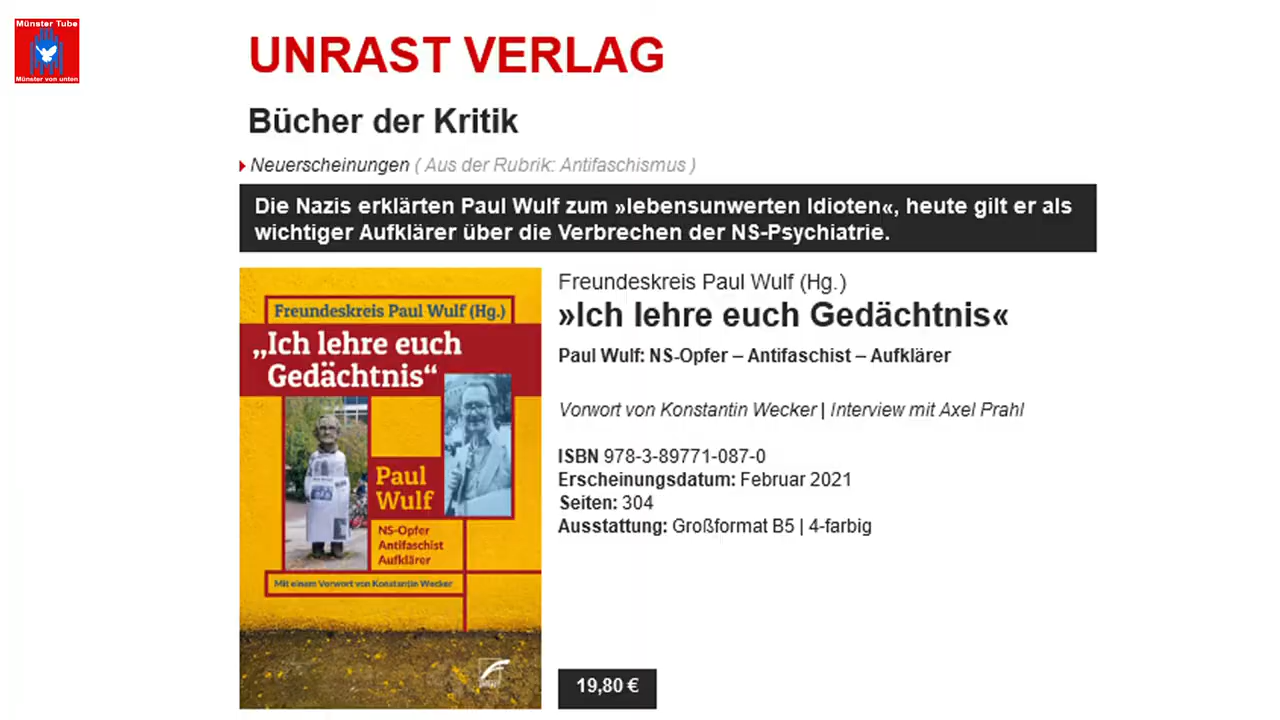 Münster Tube
Münster von unten
UNRAST VERLAG
Bücher der Kritik
Neuerscheinungen ( Aus der Rubrik: Antifaschismus )
Die Nazis erklärten Paul Wulf zum »lebensunwerten Idioten«, heute gilt er als
wichtiger Aufklärer über die Verbrechen der NS-Psychiatrie.
Freundeskreis Paul Wulf (Hg.)
„Ich lehre euch
Gedächtnis“
Paul
Wulf
NS-Opfer
Antifaschist
Aufklärer
Mit einem Vorwort von Konstantin Wecker
Freundeskreis Paul Wulf (Hg.)
»Ich lehre euch Gedächtnis«
Paul Wulf: NS-Opfer – Antifaschist – Aufklärer
Vorwort von Konstantin Wecker | Interview mit Axel Prahl
ISBN 978-3-89771-087-0
Erscheinungsdatum: Februar 2021
Seiten: 304
Ausstattung: Großformat B5 | 4-farbig
19,80 €